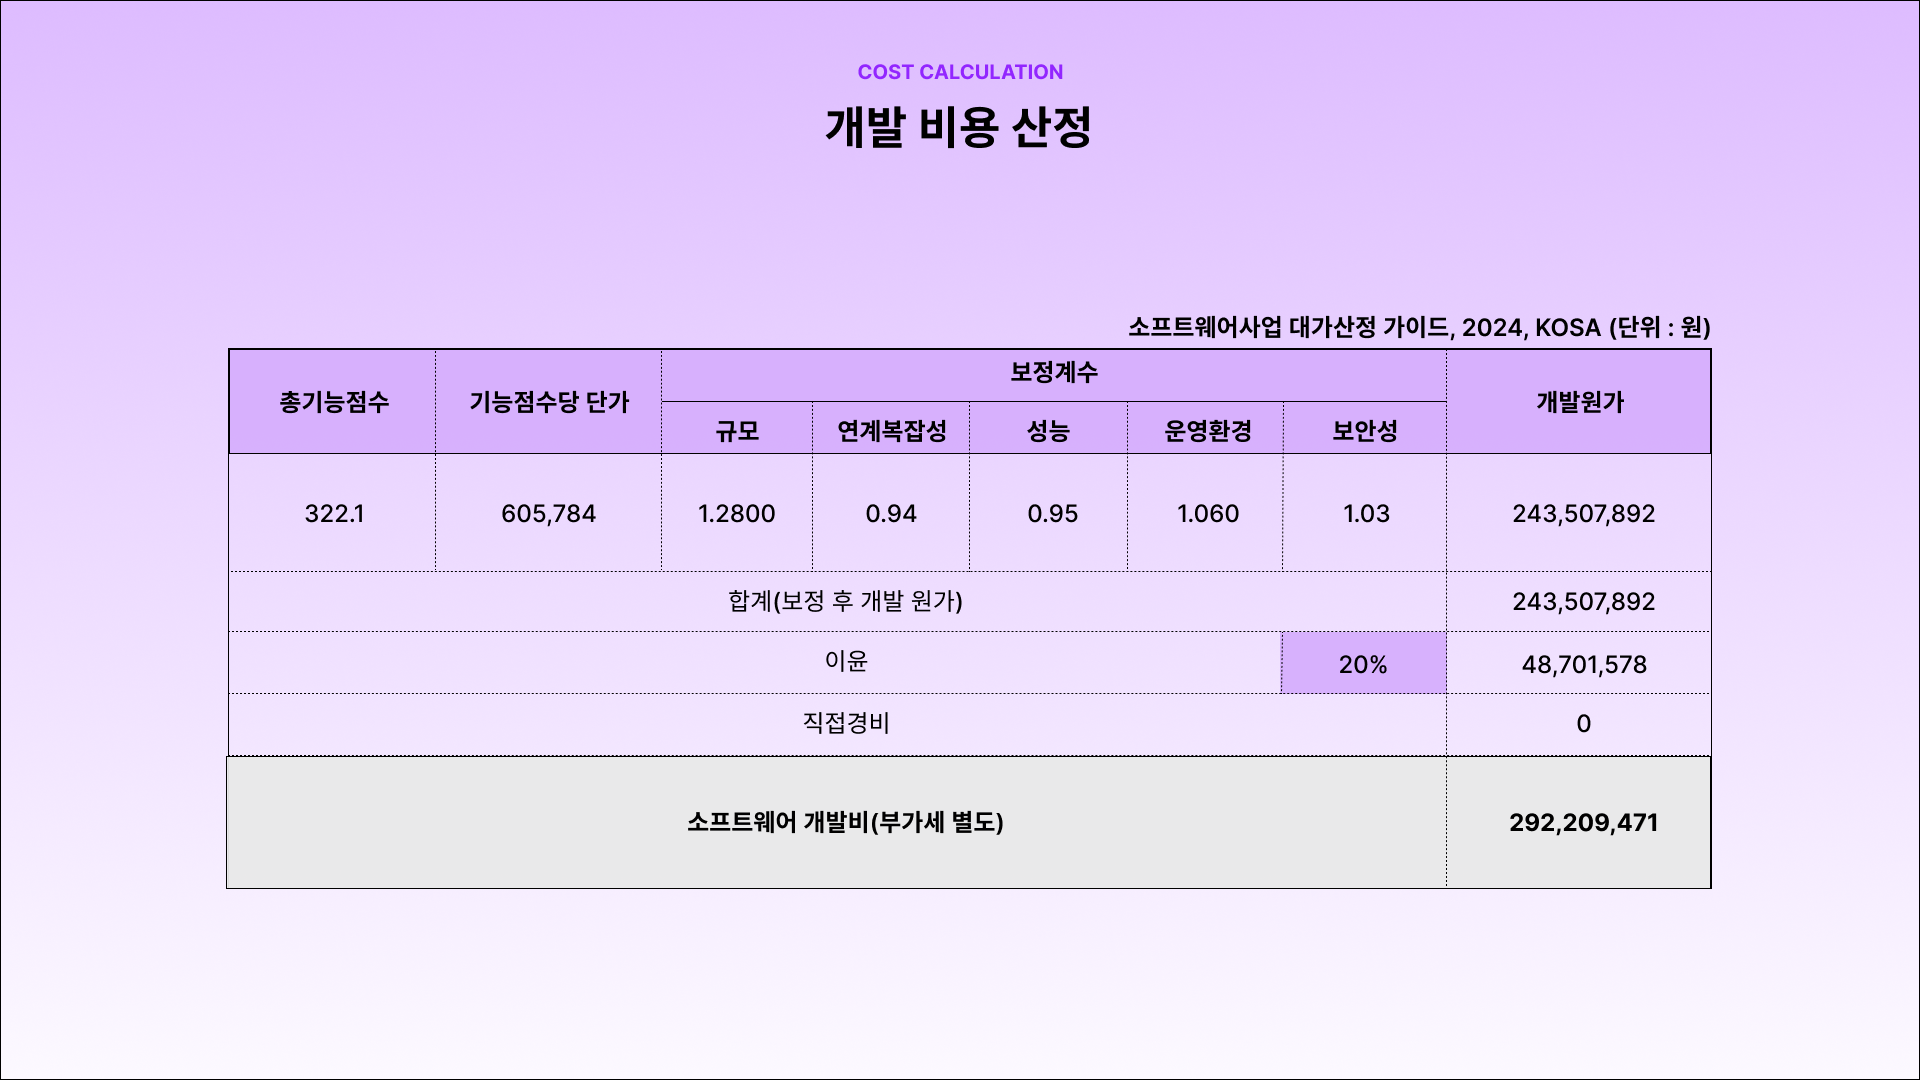 COST CALCULATION
개발 비용 산정
소프트웨어사업 대가산정 가이드, 2024, KOSA (단위 : 원)
총기능점수 기능점수당 단가 보정계수 개발원가
규모 연계복잡성 성능 운영환경 보안성
322.1 605,784 1.2800 0.94 0.95 1.060 1.03 243,507,892
합계(보정 후 개발 원가) 243,507,892
이윤 20% 48,701,578
직접경비 0
소프트웨어 개발비(부가세 별도) 292,209,471